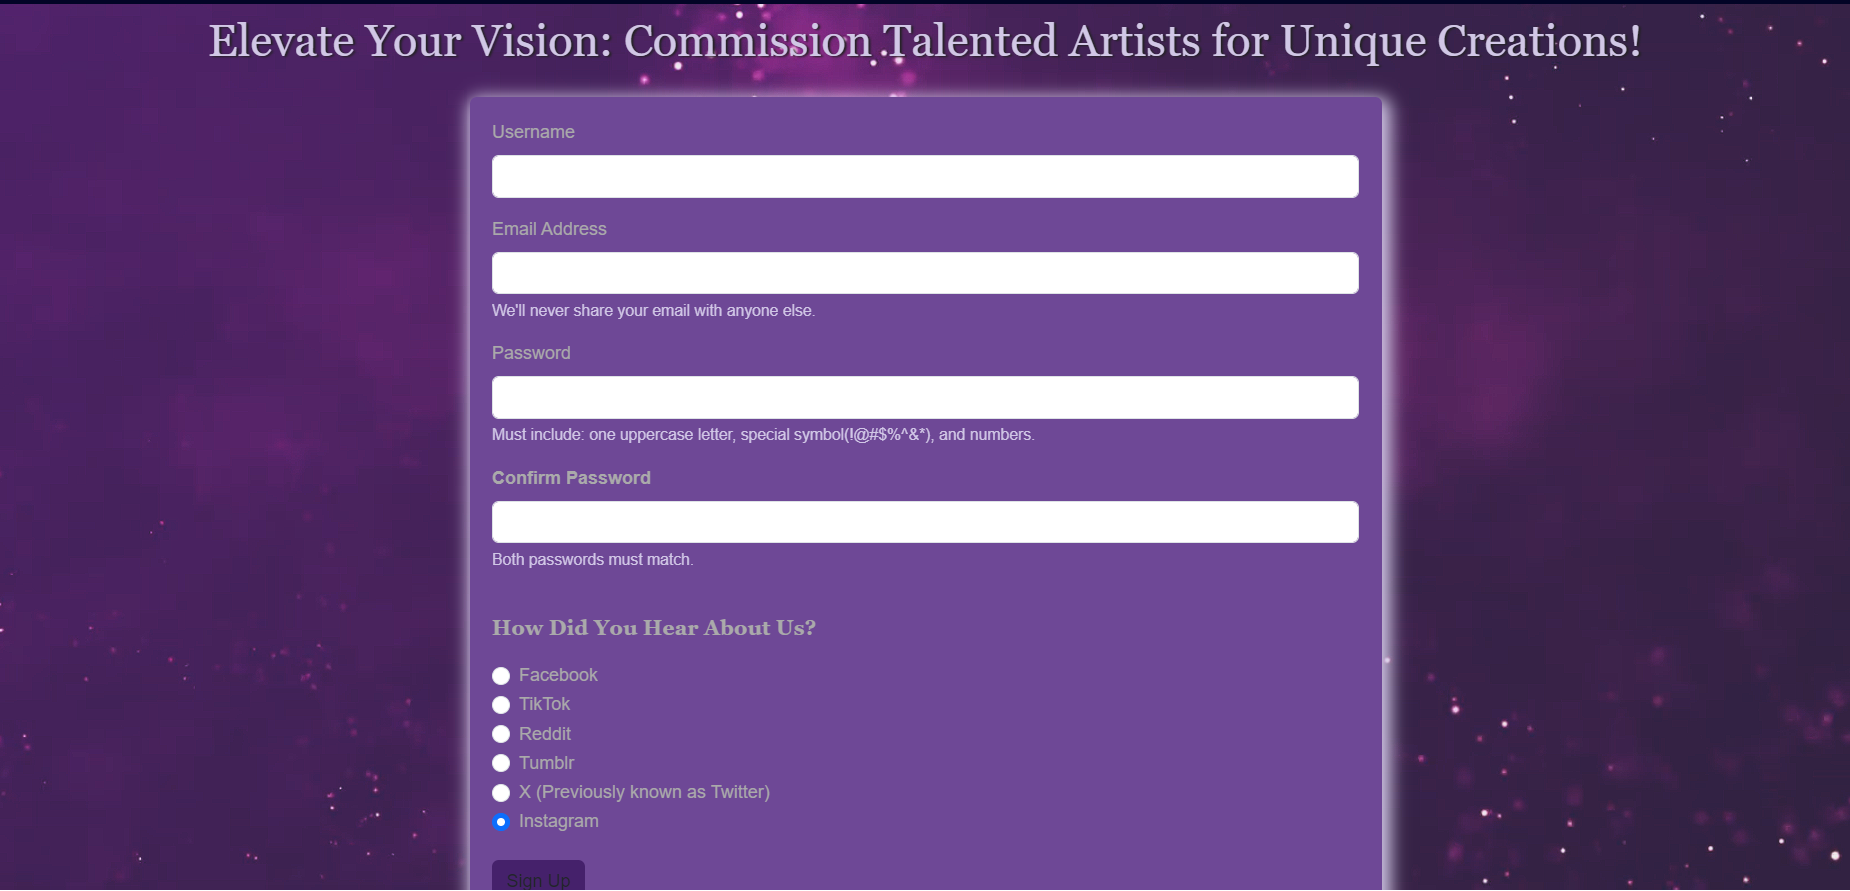 Elevate Your Vision: Commission Talented Artists for Unique Creations!
Username
Email Address
We'll never share your email with anyone else.
Password
Must include: one uppercase letter, special symbol(!@#$%^&*), and numbers.
Confirm Password
Both passwords must match.
How Did You Hear About Us?
Facebook
TikTok
Reddit
Tumblr
X (Previously known as Twitter)
Instagram
Sign Up